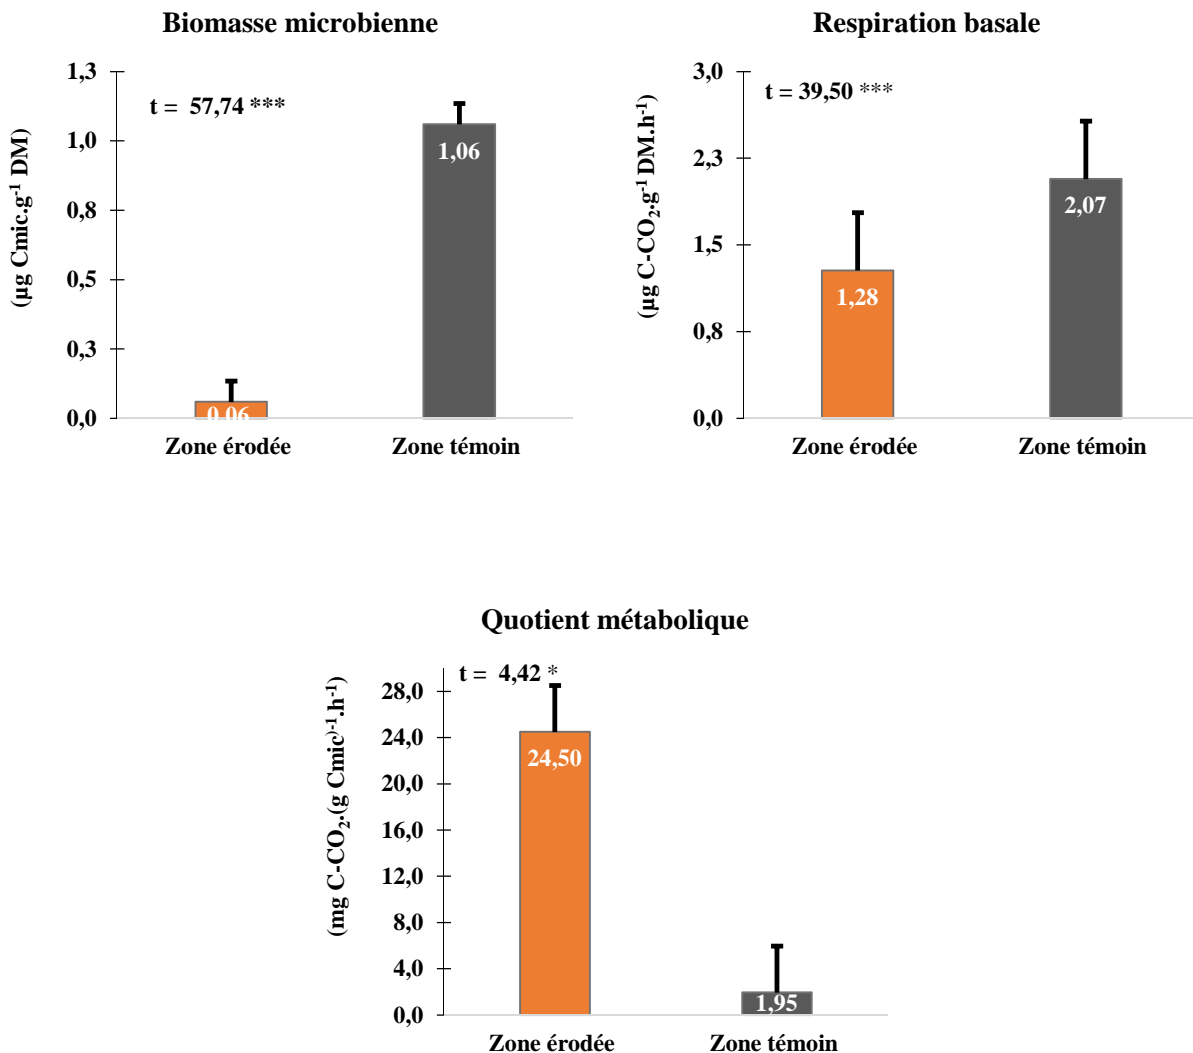 Biomasse microbienne
(µg Cmic.g⁻¹ DM)
1,3
1,0
0,8
0,5
0,3
0,0
t = 57,74 ***
0,06
1,06
Zone érodée
Zone témoin
Respiration basale
(µg C-CO₂.g⁻¹ DM.h⁻¹)
3,0
2,3
1,5
0,8
0,0
t = 39,50 ***
1,28
2,07
Zone érodée
Zone témoin
Quotient métabolique
(mg C-CO₂.(g Cmic⁾⁻¹.h⁻¹)
28,0
24,0
20,0
16,0
12,0
8,0
4,0
0,0
t = 4,42 *
24,50
1,95
Zone érodée
Zone témoin